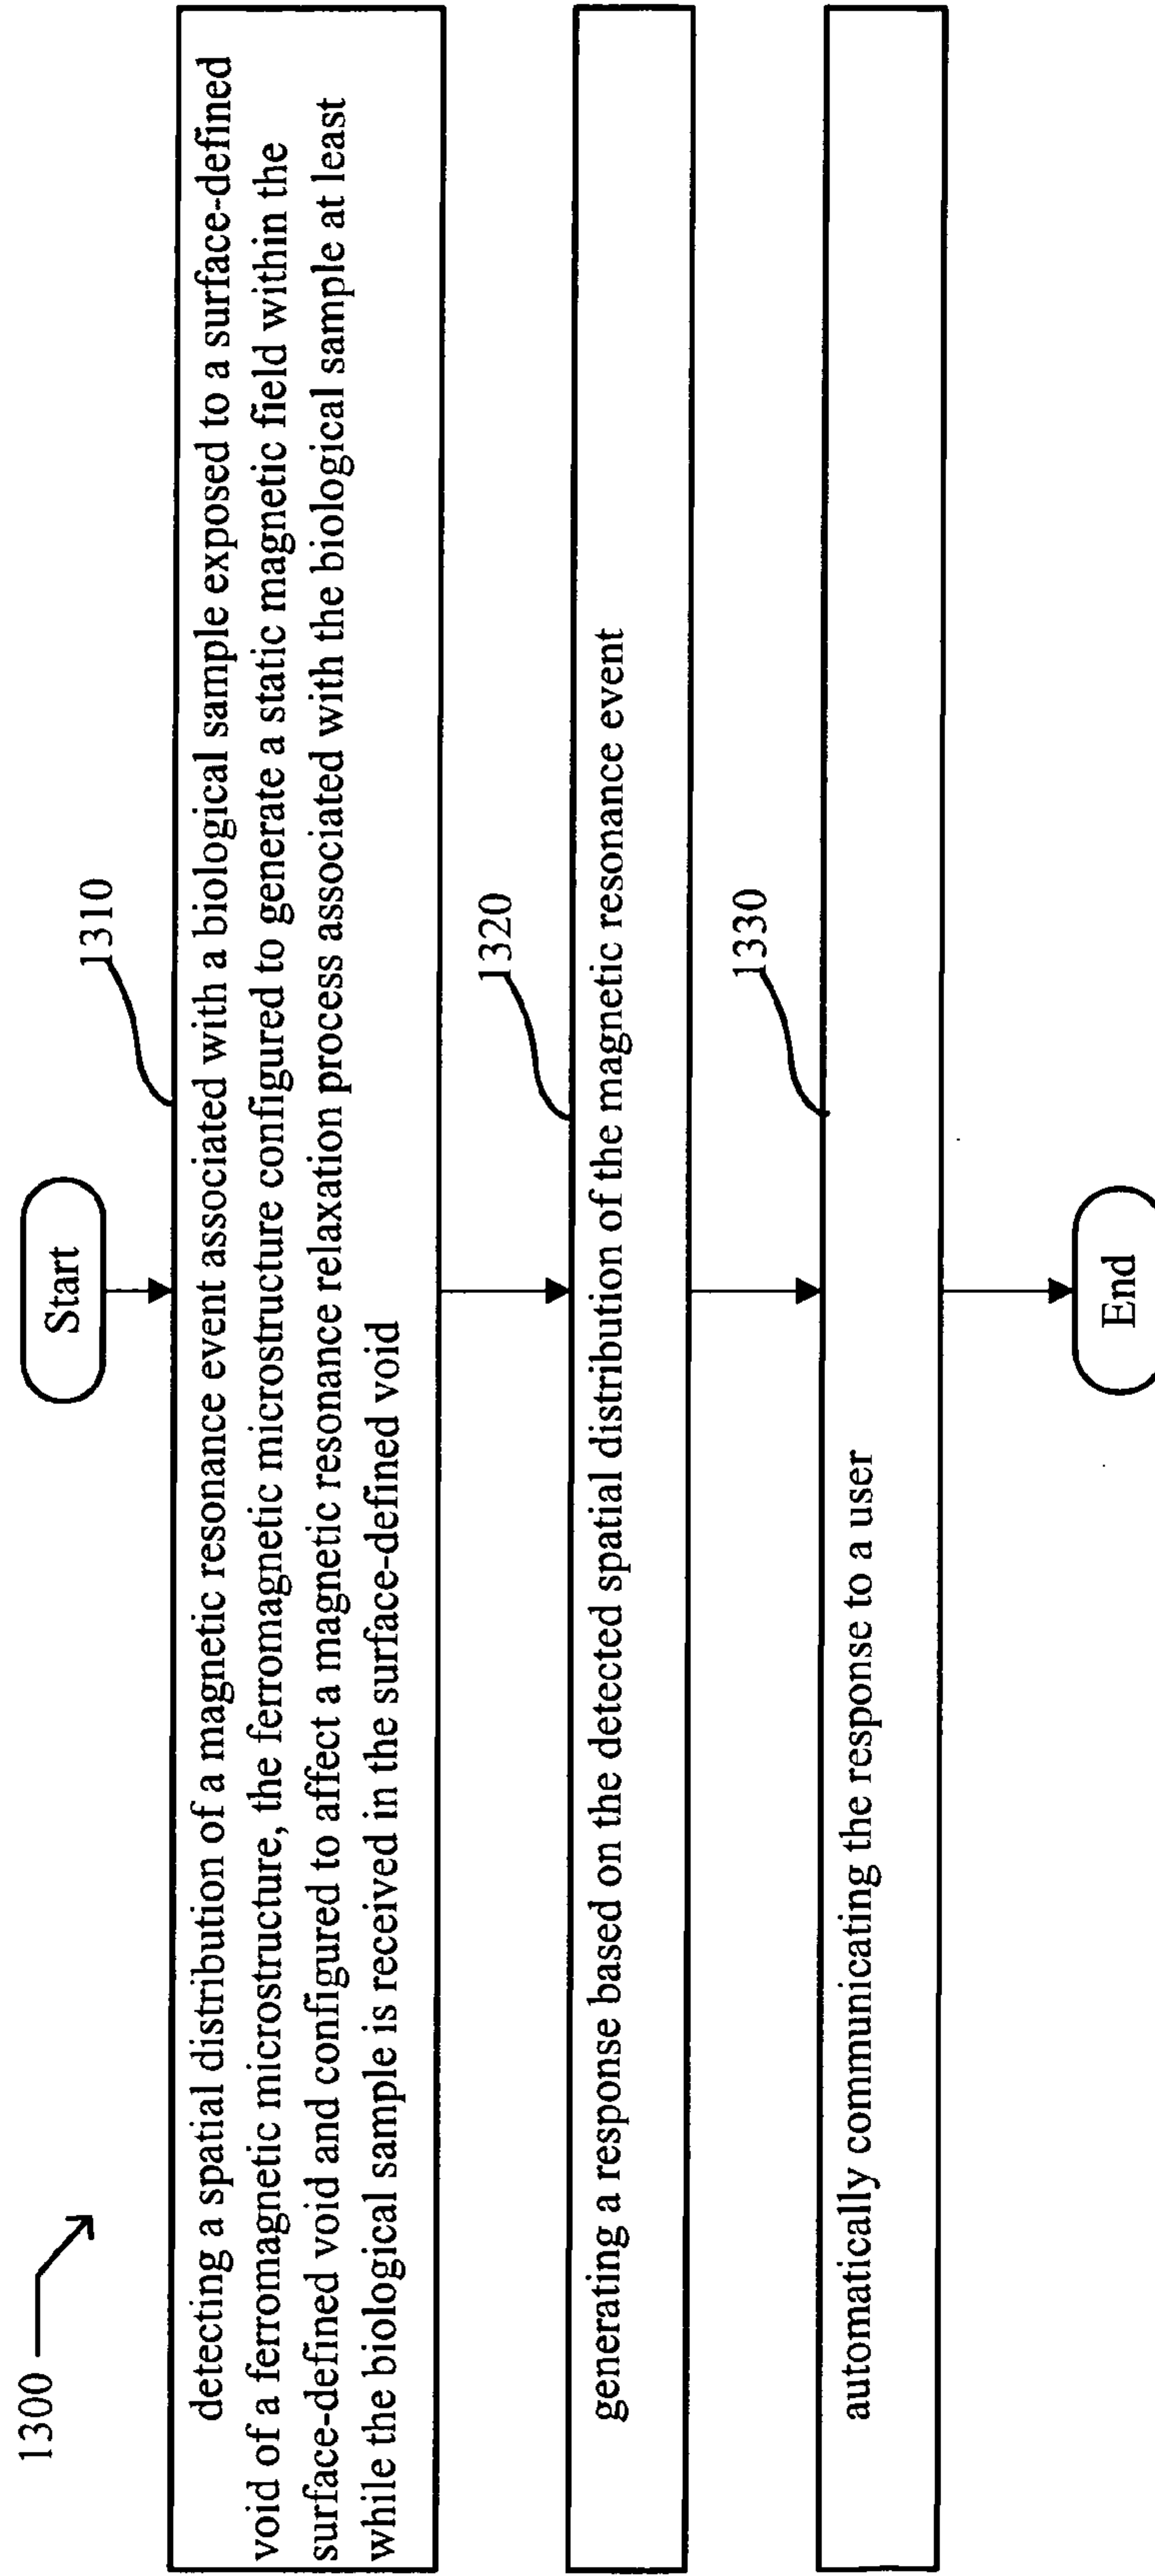 1300
Start
1310
detecting a spatial distribution of a magnetic resonance event associated with a biological sample exposed to a surface-defined
void of a ferromagnetic microstructure, the ferromagnetic microstructure configured to generate a static magnetic field within the
surface-defined void and configured to affect a magnetic resonance relaxation process associated with the biological sample at least
while the biological sample is received in the surface-defined void
1320
generating a response based on the detected spatial distribution of the magnetic resonance event
1330
automatically communicating the response to a user
End